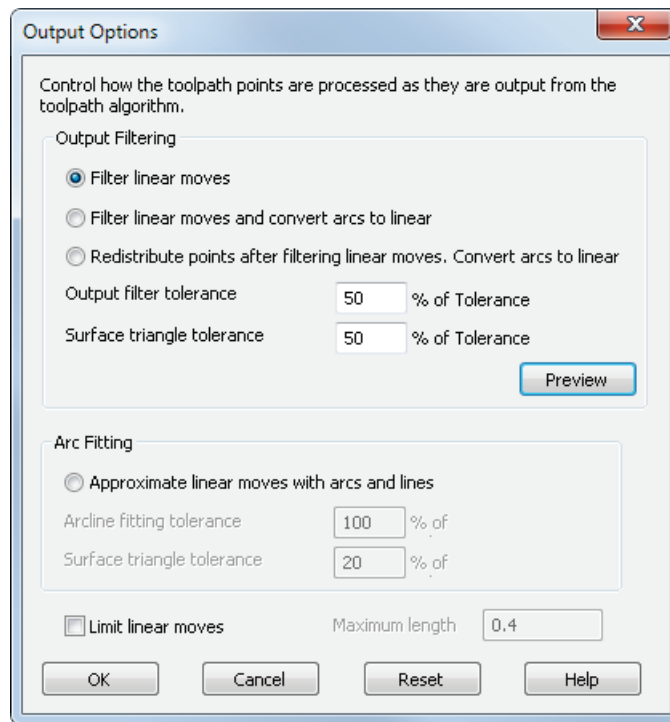 Output Options
X
Control how the toolpath points are processed as they are output from the
toolpath algorithm.
Output Filtering
Filter linear moves
Filter linear moves and convert arcs to linear
Redistribute points after filtering linear moves. Convert arcs to linear
Output filter tolerance 50 % of Tolerance
Surface triangle tolerance 50 % of Tolerance
Preview
Arc Fitting
Approximate linear moves with arcs and lines
Arcline fitting tolerance 100 % of
Surface triangle tolerance 20 % of
Limit linear moves Maximum length 0.4
OK Cancel Reset Help